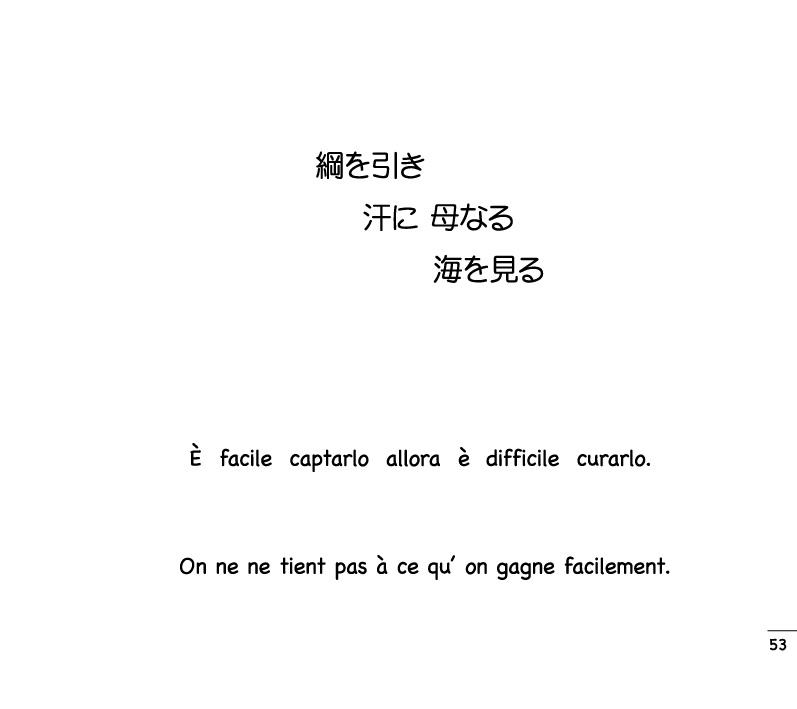 綱を引き
汗に 母なる
海を見る
È facile captarlo allora è difficile curarlo.
On ne ne tient pas à ce qu' on gagne facilement.
53